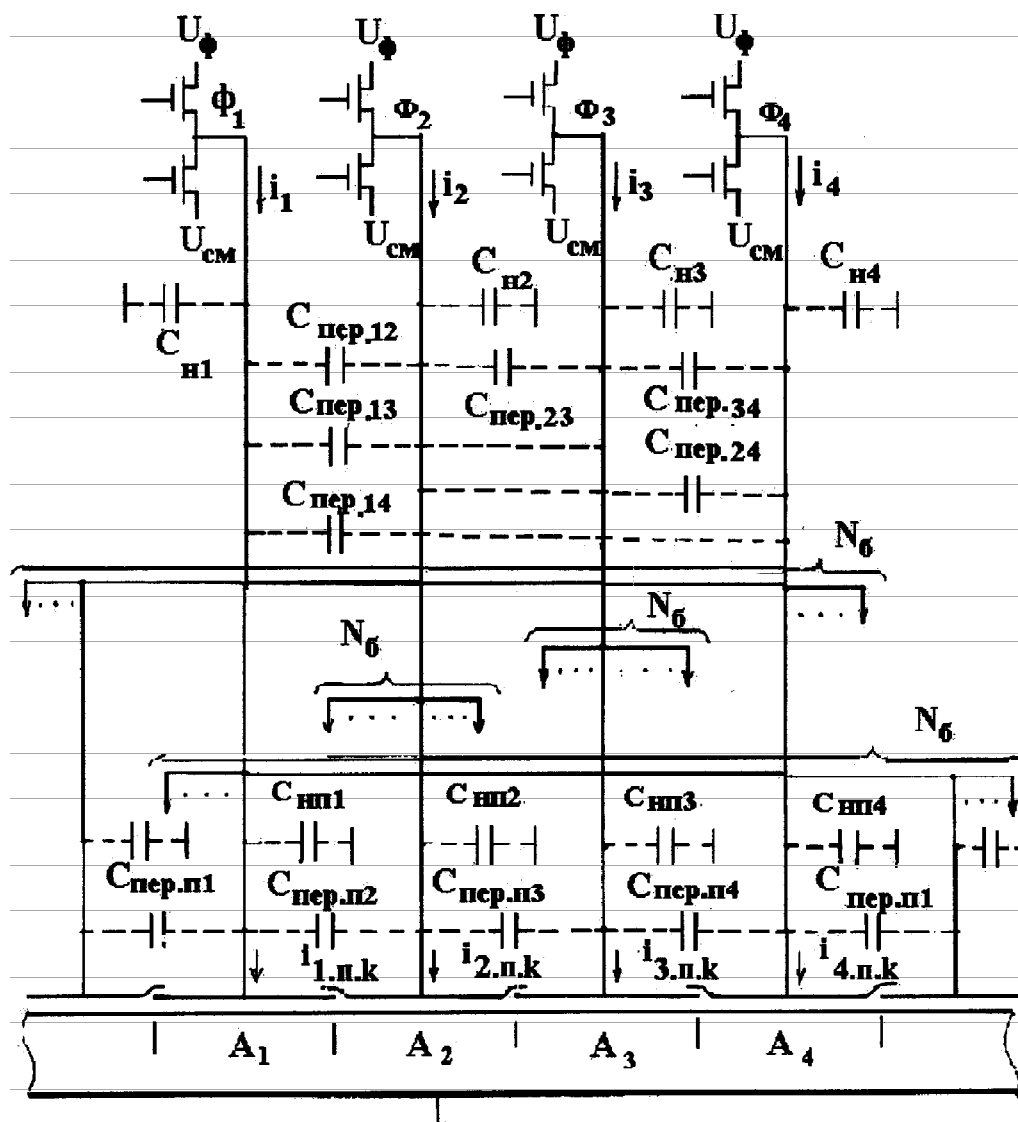 Uф Uф Uф Uф
ф1 Ф2 Ф3 Ф4
i1 i2 i3 i4
Uсм Uсм Uсм Uсм
Cн1 Cн2 Cн3 Cн4
Cпер.12
Cпер.13 Cпер.23 Cпер.34
Cпер.24
Cпер.14
Nб
Nб
Nб
Nб
Cнп1 Cнп2 Cнп3 Cнп4
Cпер.п1 Cпер.п2 Cпер.п3 Cпер.п4 Cпер.п1
i1.п.k i2.п.k i3.п.k i4.п.k
A1 A2 A3 A4